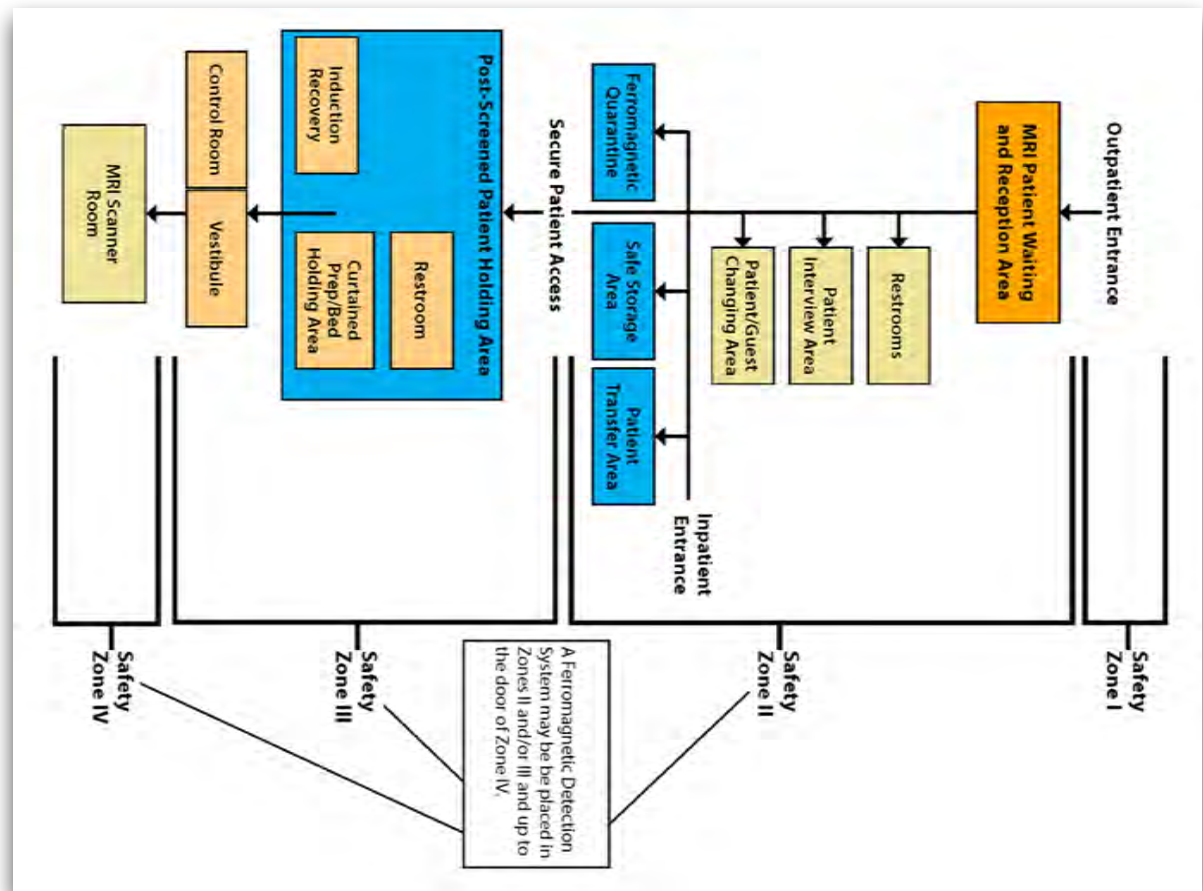 Outpatient Entrance
MRI Patient Waiting
and Reception Area
Restrooms
Patient
Interview Area
Patient/Guest
Changing Area
Inpatient
Entrance
Ferromagnetic
Quarantine
Safe Storage
Area
Patient
Transfer Area
Secure Patient Access
Post-Screened Patient Holding Area
Restroom
Induction
Recovery
Curtained
Prep/Bed
Holding Area
Control Room
Vestibule
MRI Scanner
Room
Safety
Zone I
Safety
Zone II
Safety
Zone III
Safety
Zone IV
A Ferromagnetic Detection
System may be be placed in
Zones II and/or III and up to
the door of Zone IV.